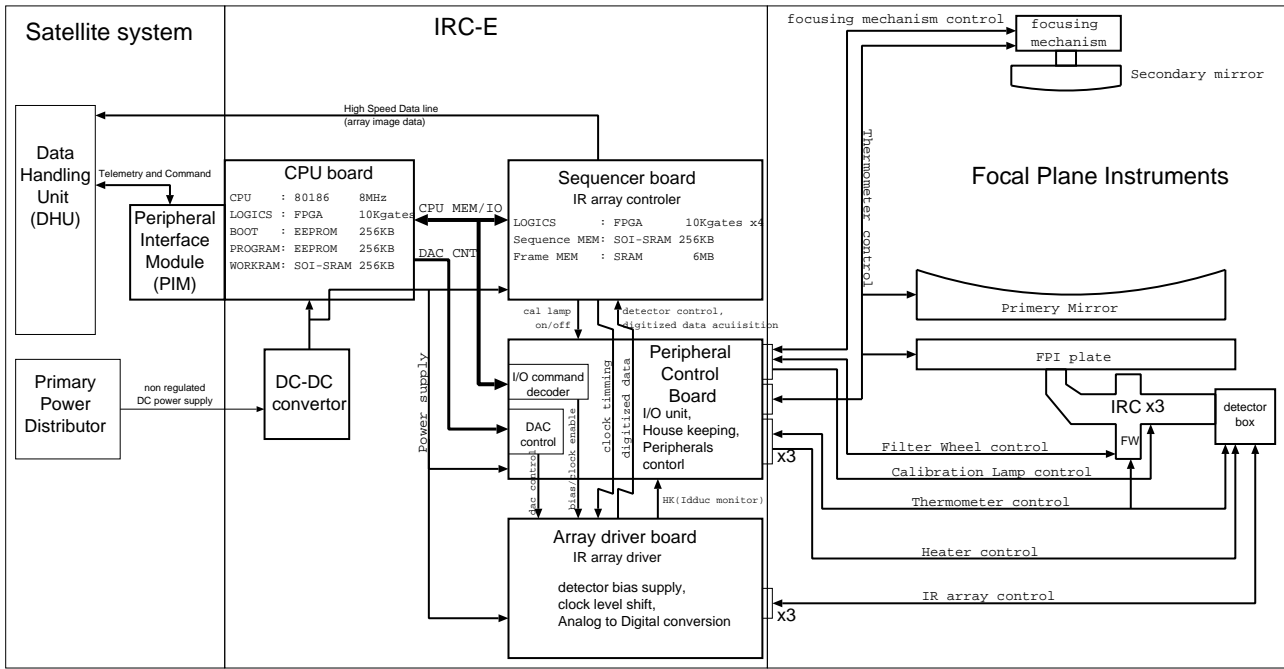 Satellite system
IRC-E
focusing mechanism control
focusing
mechanism
Secondary mirror
High Speed Data line
(array image data)
Data
Handling
Unit
(DHU)
Telemetry and Command
Peripheral
Interface
Module
(PIM)
CPU board
CPU : 80186 8MHz
LOGICS : FPGA 10Kgates
BOOT : EEPROM 256KB
PROGRAM: EEPROM 256KB
WORKRAM: SOI-SRAM 256KB
CPU MEM/IO
DAC CNT
Sequencer board
IR array controler
LOGICS : FPGA 10Kgates x4
Sequence MEM: SOI-SRAM 256KB
Frame MEM : SRAM 6MB
Thermometer control
Focal Plane Instruments
Primery Mirror
cal lamp
on/off
detector control,
digitized data acuiisition
Primary
Power
Distributor
non regulated
DC power supply
DC-DC
convertor
Power supply
I/O command
decoder
DAC
control
clock timming
digitized data
Peripheral
Control
Board
I/O unit,
House keeping,
Peripherals
contorl
x3
dac control
bias/clock enable
HK(Idduc monitor)
FPI plate
IRC x3
FW
detector
box
Filter Wheel control
Calibration Lamp control
Thermometer control
Heater control
IR array control
Array driver board
IR array driver
detector bias supply,
clock level shift,
Analog to Digital conversion
x3